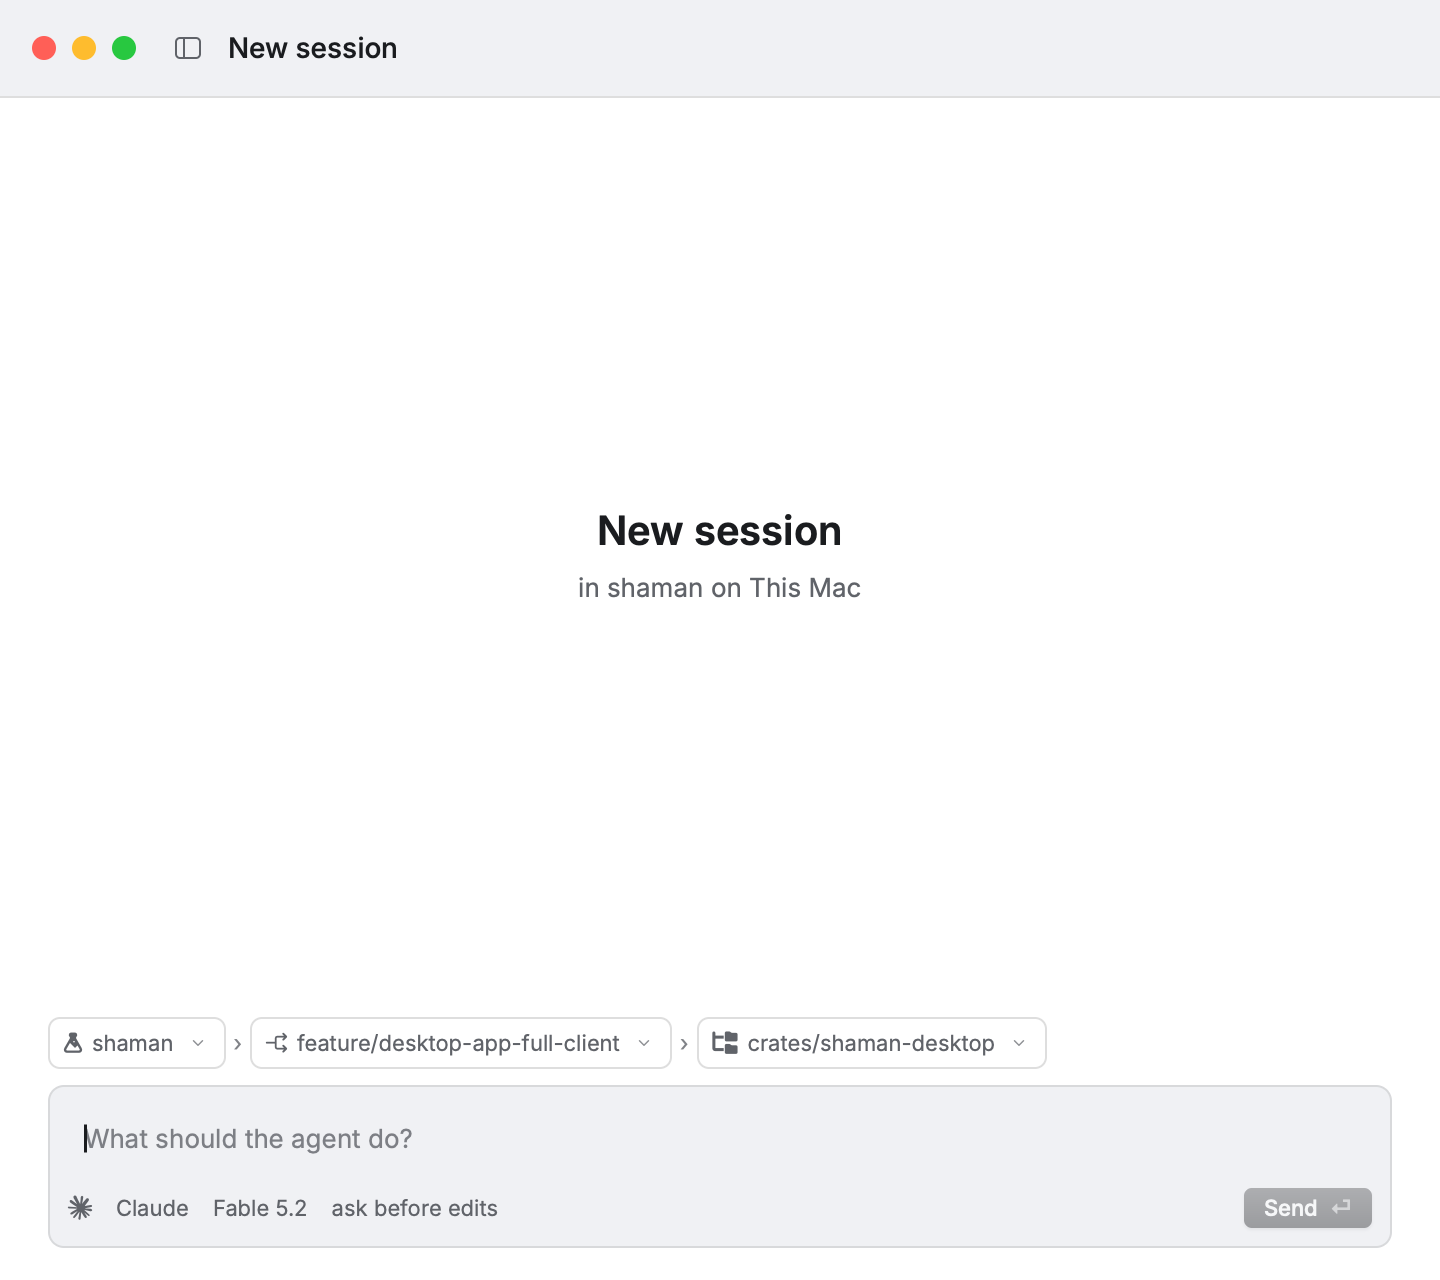 New session
New session
in shaman on This Mac
shaman › feature/desktop-app-full-client › crates/shaman-desktop
What should the agent do?
Claude Fable 5.2 ask before edits Send